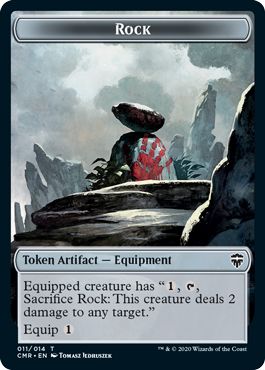 Rock
Token Artifact — Equipment
Equipped creature has “1, T,
Sacrifice Rock: This creature deals 2
damage to any target.”
Equip 1
011/014 T
CMR • EN Tomasz Jedruszek
™ & © 2020 Wizards of the Coast